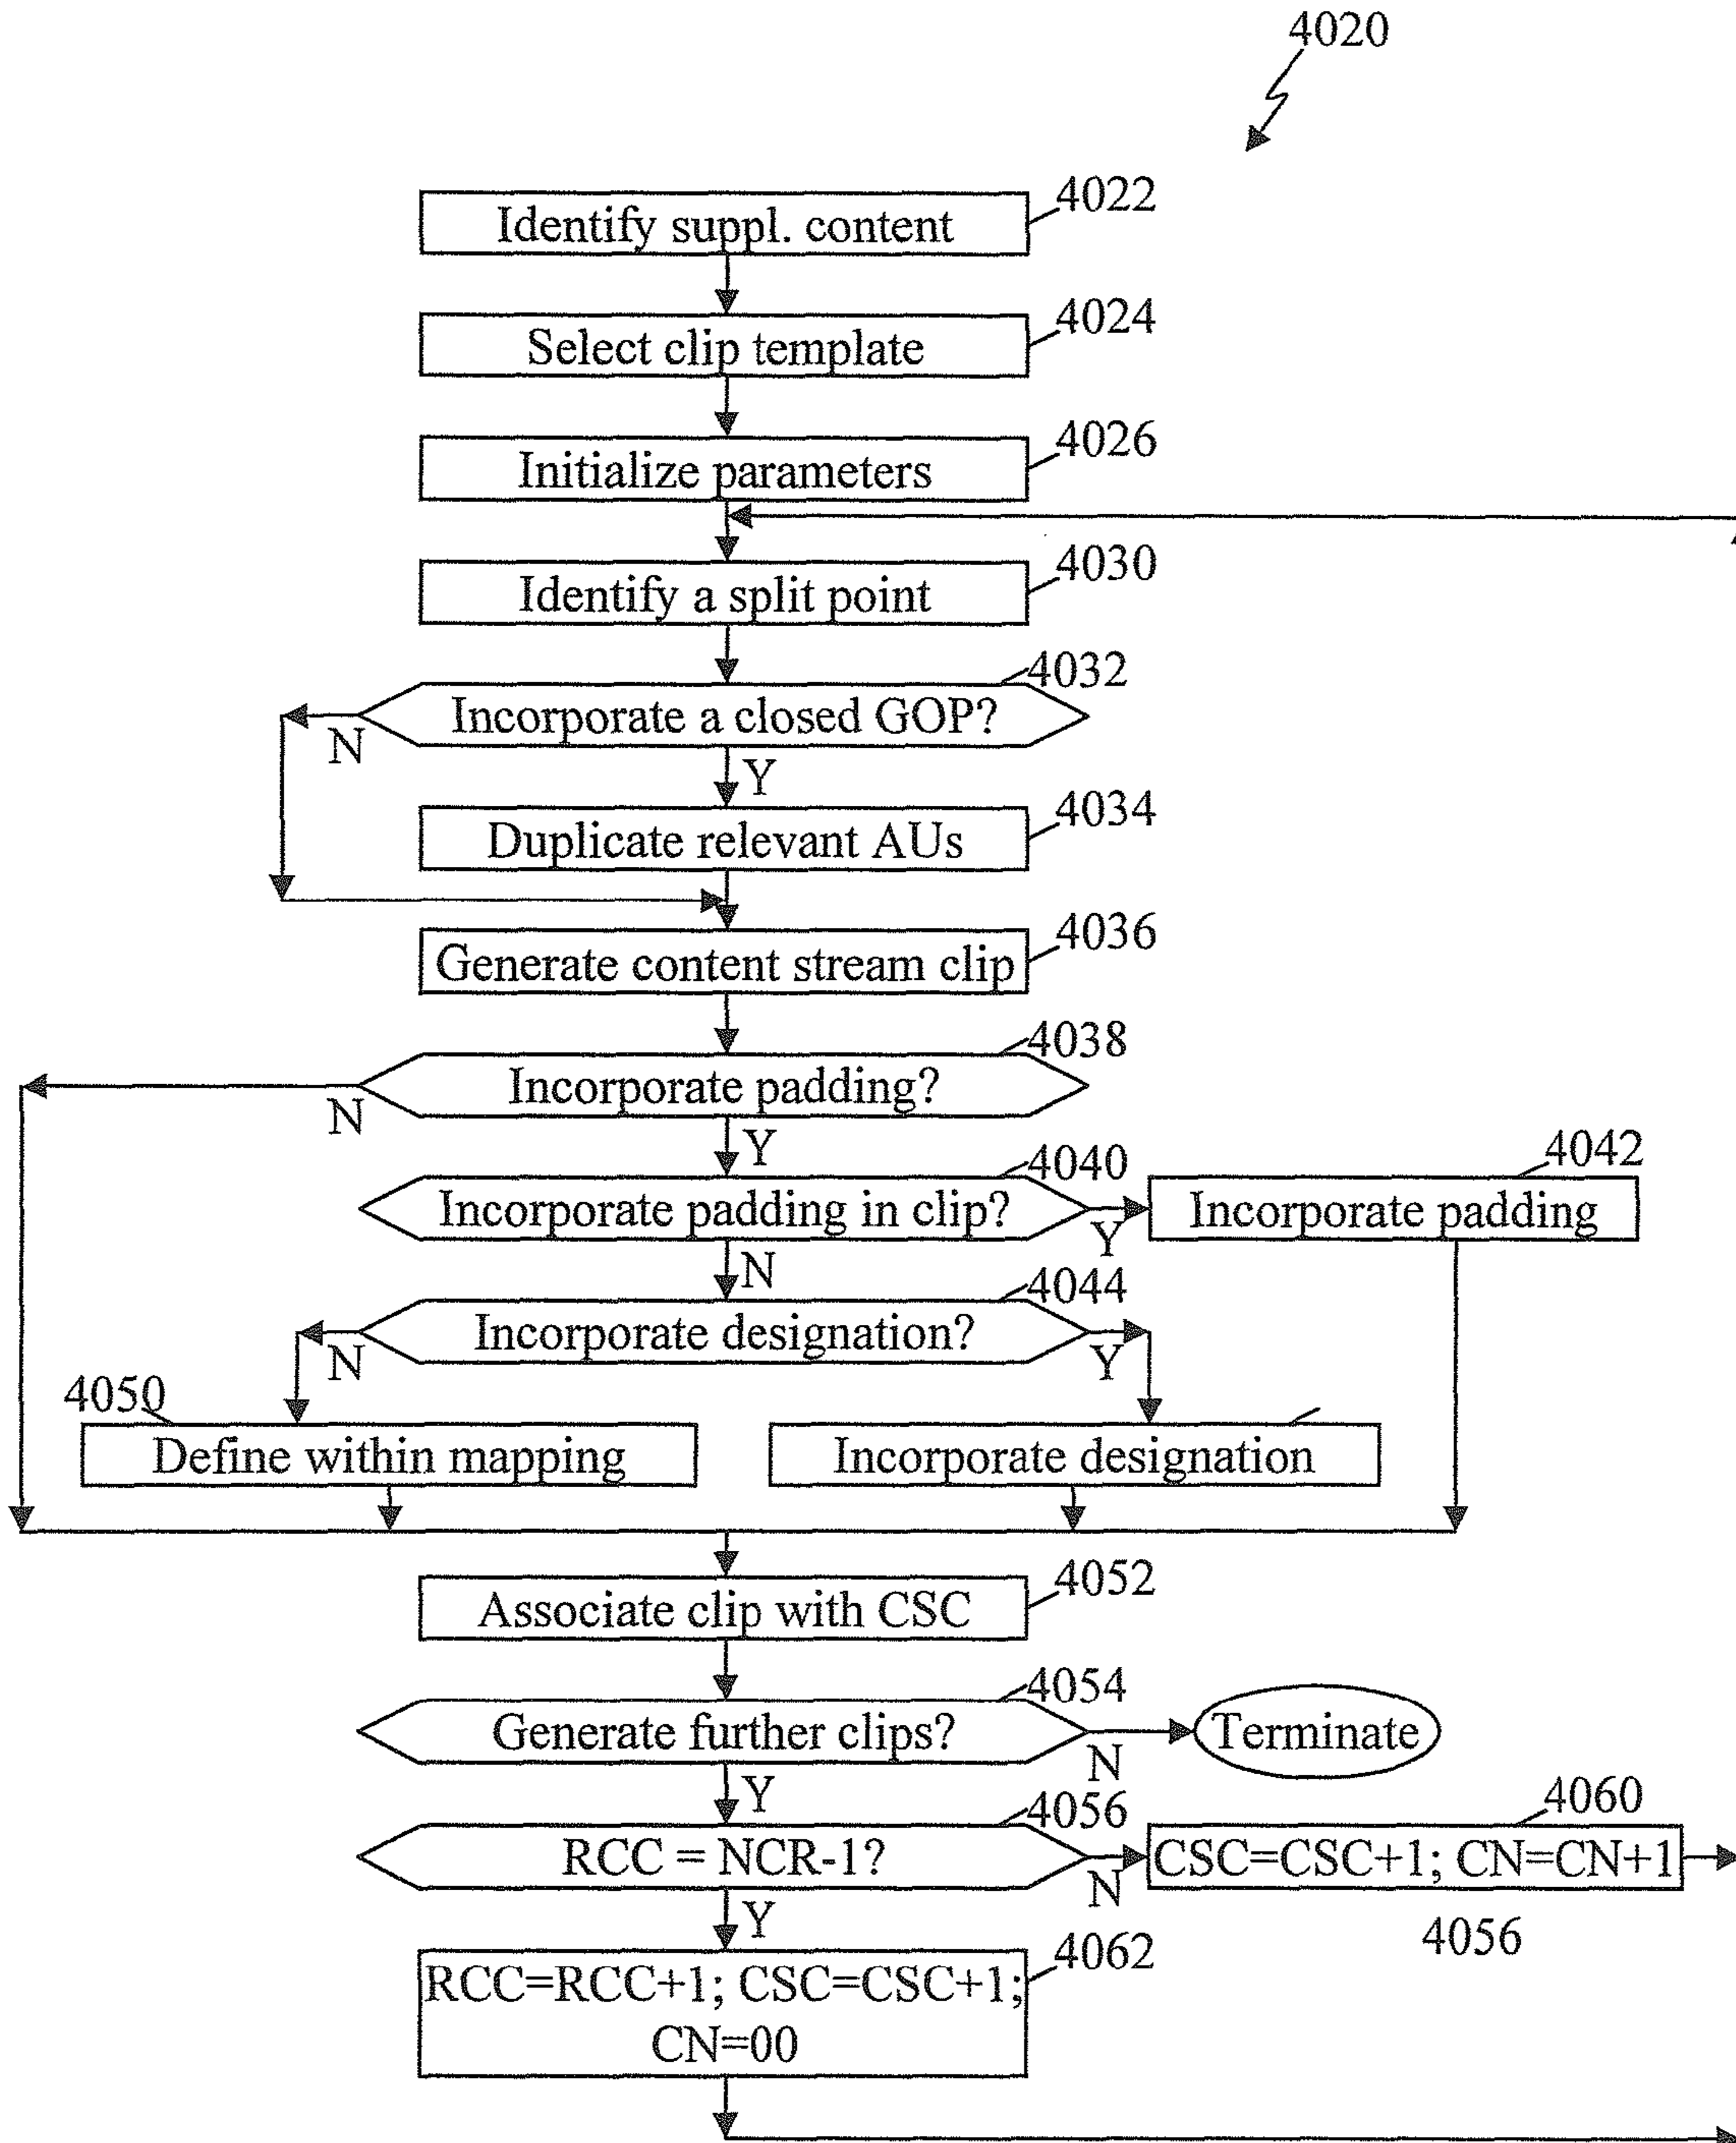 4020
4022
Identify suppl. content
4024
Select clip template
4026
Initialize parameters
4030
Identify a split point
4032
Incorporate a closed GOP?
N
Y
4034
Duplicate relevant AUs
4036
Generate content stream clip
4038
Incorporate padding?
N
Y
4040
Incorporate padding in clip?
Y
4042
Incorporate padding
N
4044
Incorporate designation?
N
Y
4050
Define within mapping
Incorporate designation
4052
Associate clip with CSC
4054
Generate further clips?
N
Terminate
Y
4056
RCC = NCR-1?
N
4060
CSC=CSC+1; CN=CN+1
4056
Y
4062
RCC=RCC+1; CSC=CSC+1;
CN=00